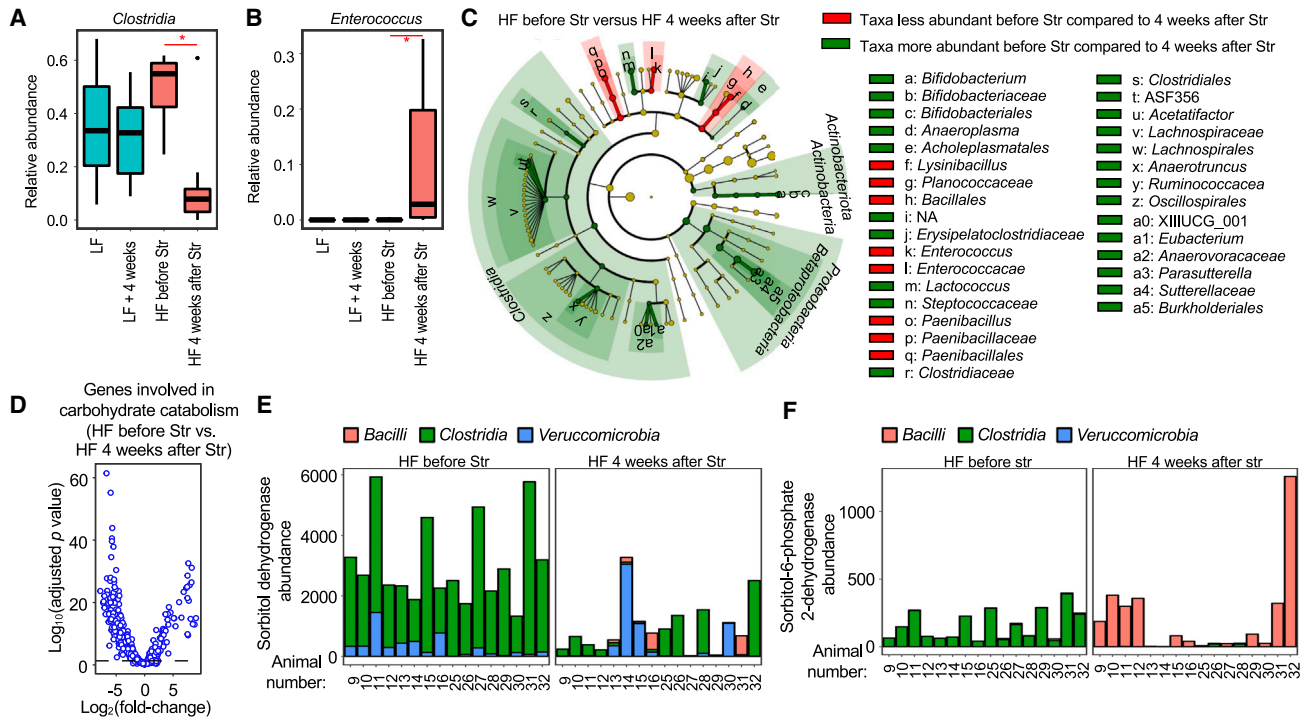 A
Clostridia
*
Relative abundance
0.6
0.4
0.2
0.0
LF
LF + 4 weeks
HF before Str
HF 4 weeks after Str
B
Enterococcus
*
Relative abundance
0.3
0.2
0.1
0.0
LF
LF + 4 weeks
HF before Str
HF 4 weeks after Str
C
HF before Str versus HF 4 weeks after Str
q
p
o
n
m
l
k
j
i
h
g
f
e
d
s
r
w
v
u
t
z
y
x
a2
a1
a0
a3
a4
a5
a
b
c
Clostridia
Actinobacteriota
Actinobacteria
Proteobacteria
Betaproteobacteria
Taxa less abundant before Str compared to 4 weeks after Str
Taxa more abundant before Str compared to 4 weeks after Str
a: Bifidobacterium
b: Bifidobacteriaceae
c: Bifidobacteriales
d: Anaeroplasma
e: Acholeplasmatales
f: Lysinibacillus
g: Planococcaceae
h: Bacillales
i: NA
j: Erysipelatoclostridiaceae
k: Enterococcus
l: Enterococcacae
m: Lactococcus
n: Steptococcaceae
o: Paenibacillus
p: Paenibacillaceae
q: Paenibacillales
r: Clostridiaceae
s: Clostridiales
t: ASF356
u: Acetatifactor
v: Lachnospiraceae
w: Lachnospirales
x: Anaerotruncus
y: Ruminococcacea
z: Oscillospirales
a0: XIIIUCG_001
a1: Eubacterium
a2: Anaerovoracaceae
a3: Parasutterella
a4: Sutterellaceae
a5: Burkholderiales
D
Genes involved in
carbohydrate catabolism
(HF before Str vs.
HF 4 weeks after Str)
Log10(adjusted p value)
60
40
20
0
-5 0 5
Log2(fold-change)
E
Bacilli Clostridia Veruccomicrobia
HF before Str HF 4 weeks after Str
Sorbitol dehydrogenase
abundance
6000
4000
2000
0
Animal
number:
9 10 11 12 13 14 15 16 25 26 27 28 29 30 31 32 9 10 11 12 13 14 15 16 25 26 27 28 29 30 31 32
F
Bacilli Clostridia Veruccomicrobia
HF before str HF 4 weeks after str
Sorbitol-6-phosphate
2-dehydrogenase
abundance
1000
500
0
Animal
number:
9 10 11 12 13 14 15 16 25 26 27 28 29 30 31 32 9 10 11 12 13 14 15 16 25 26 27 28 29 30 31 32